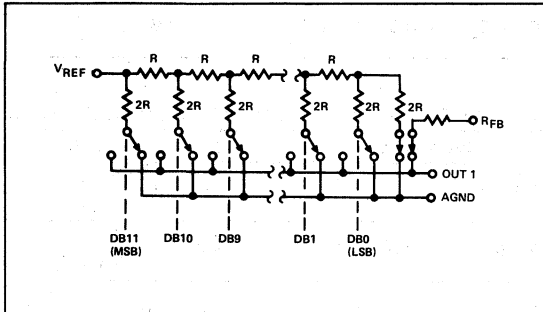 R R R R
VREF
2R 2R 2R 2R 2R 2R
RFB
OUT 1
AGND
DB11 DB10 DB9 DB1 DB0
(MSB) (LSB)